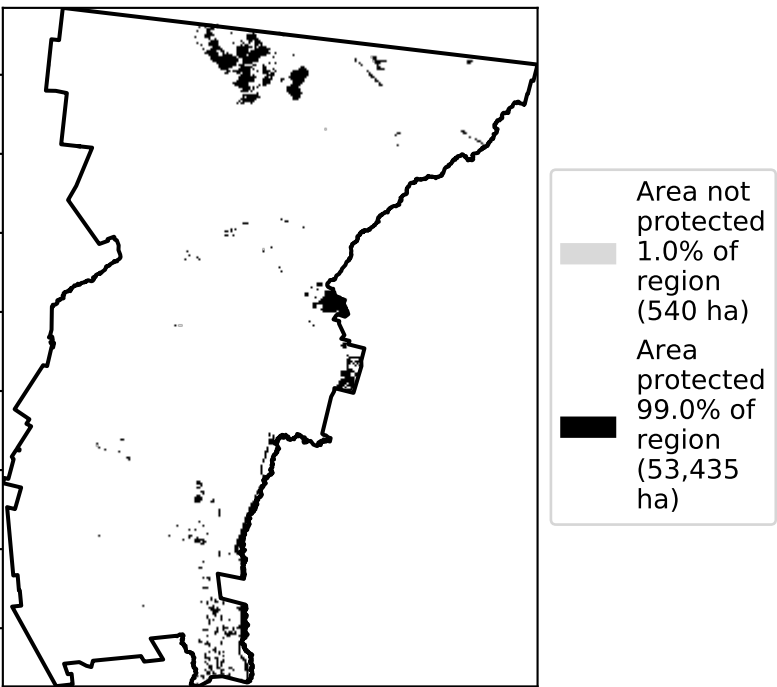 Area not
protected
1.0% of
region
(540 ha)
Area
protected
99.0% of
region
(53,435
ha)